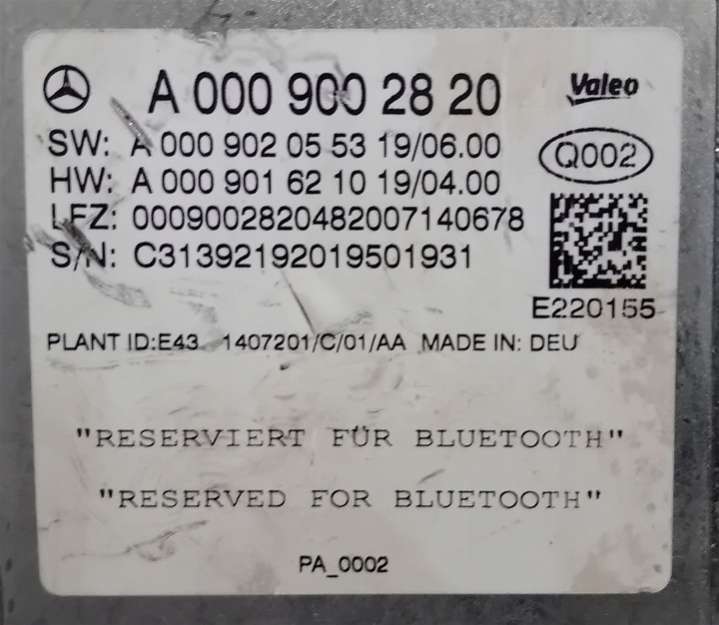 A 000 900 28 20
Valeo
SW: A 000 902 05 53 19/06.00
HW: A 000 901 62 10 19/04.00
Q002
LFZ: 0009002820482007140678
S/N: C31392192019501931
E220155
PLANT ID:E43 1407201/C/01/AA MADE IN: DEU
"RESERVIERT FÜR BLUETOOTH"
"RESERVED FOR BLUETOOTH"
PA_0002